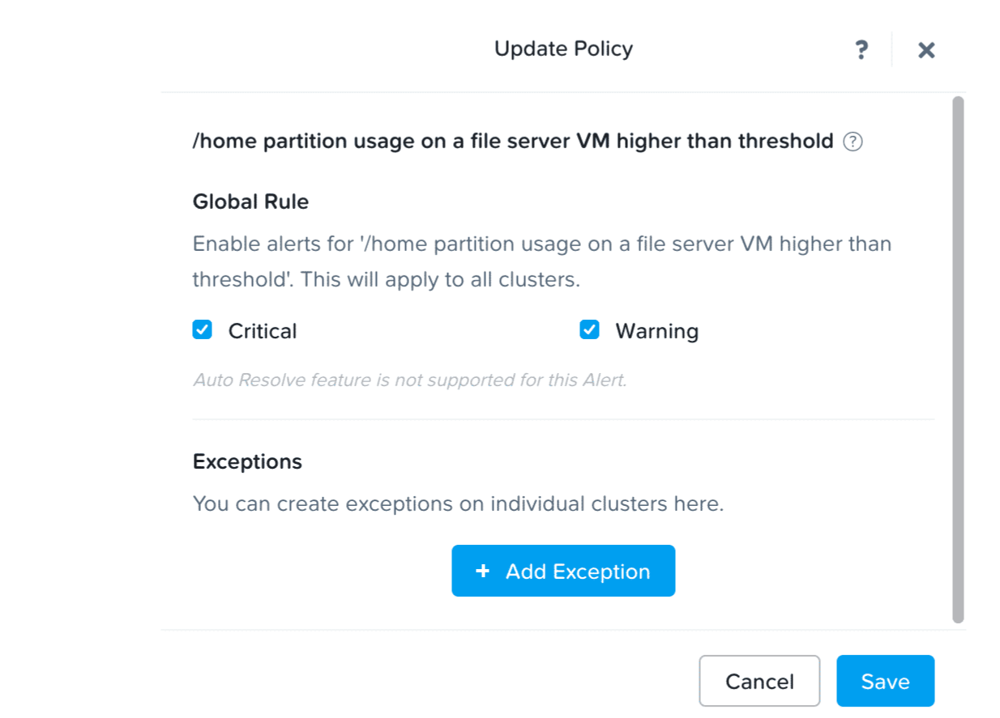 Update Policy
?
/home partition usage on a file server VM higher than threshold ?
Global Rule
Enable alerts for '/home partition usage on a file server VM higher than
threshold'. This will apply to all clusters.
Critical
Warning
Auto Resolve feature is not supported for this Alert.
Exceptions
You can create exceptions on individual clusters here.
+ Add Exception
Cancel
Save